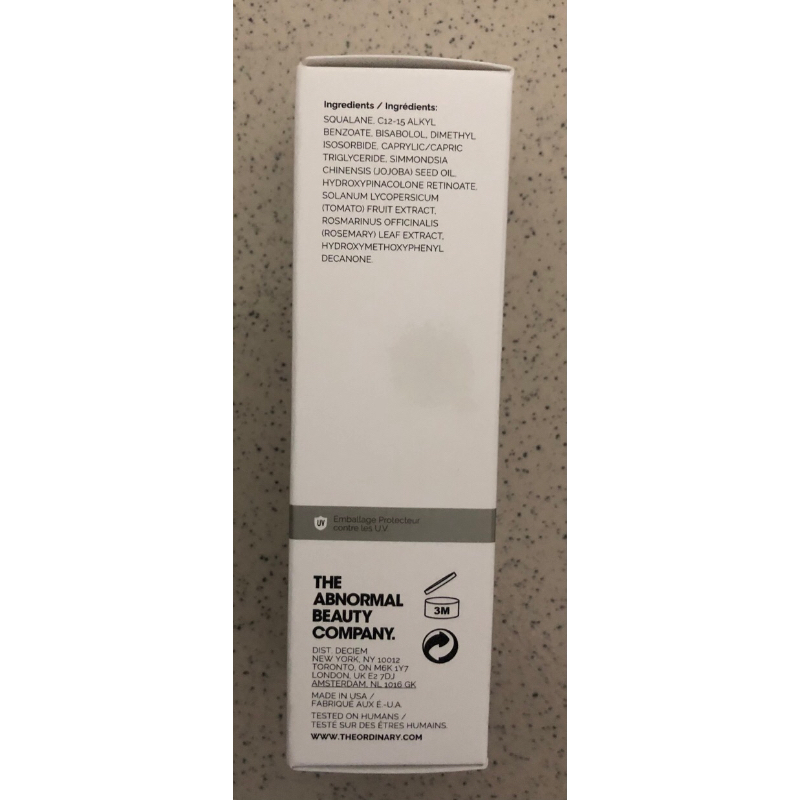 Ingredients / Ingrédients:
SQUALANE, C12-15 ALKYL
BENZOATE, BISABOLOL, DIMETHYL
ISOSORBIDE, CAPRYLIC/CAPRIC
TRIGLYCERIDE, SIMMONDSIA
CHINENSIS (JOJOBA) SEED OIL,
HYDROXYPINACOLONE RETINOATE,
SOLANUM LYCOPERSICUM
(TOMATO) FRUIT EXTRACT,
ROSMARINUS OFFICINALIS
(ROSEMARY) LEAF EXTRACT,
HYDROXYMETHOXYPHENYL
DECANONE.
UV
Emballage Protecteur
contre les U.V.
THE
ABNORMAL
BEAUTY
COMPANY.
3M
DIST. DECIEM
NEW YORK, NY 10012
TORONTO, ON M6K 1Y7
LONDON, UK E2 7DJ
AMSTERDAM, NL 1016 GK
MADE IN USA /
FABRIQUÉ AUX É.-U.A.
TESTED ON HUMANS /
TESTÉ SUR DES ÊTRES HUMAINS.
WWW.THEORDINARY.COM